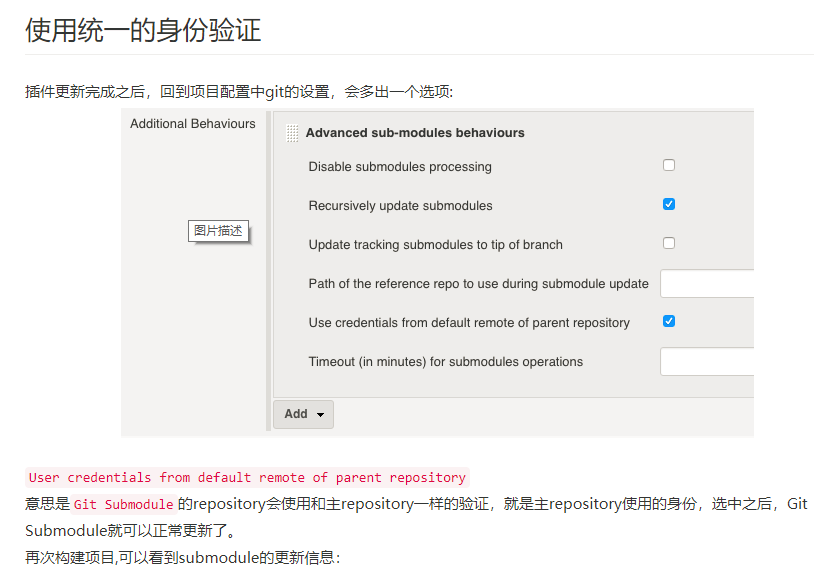 使用统一的身份验证
插件更新完成之后，回到项目配置中git的设置，会多出一个选项:
Additional Behaviours
Advanced sub-modules behaviours
Disable submodules processing
Recursively update submodules
图片描述
Update tracking submodules to tip of branch
Path of the reference repo to use during submodule update
Use credentials from default remote of parent repository
Timeout (in minutes) for submodules operations
Add
User credentials from default remote of parent repository
意思是 Git Submodule 的repository会使用和主repository一样的验证，就是主repository使用的身份，选中之后，Git
Submodule就可以正常更新了。
再次构建项目,可以看到submodule的更新信息：